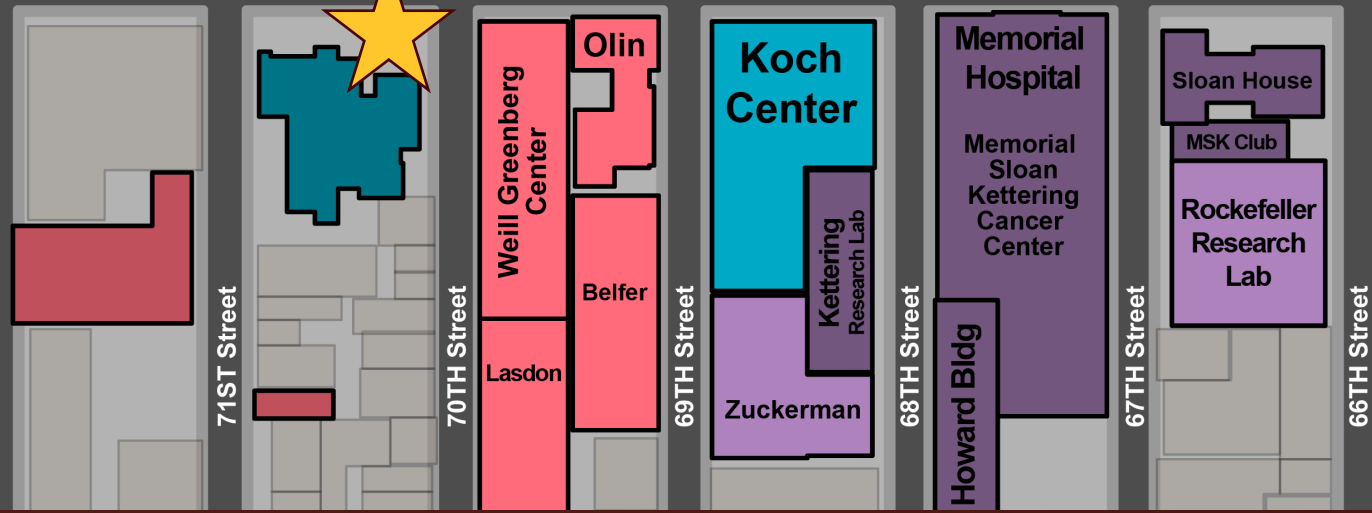 71ST Street
70TH Street
Weill Greenberg
Center
Lasdon
Olin
Belfer
69TH Street
Koch
Center
Kettering
Research Lab
Zuckerman
68TH Street
Memorial
Hospital
Memorial
Sloan
Kettering
Cancer
Center
Howard Bldg
67TH Street
Sloan House
MSK Club
Rockefeller
Research
Lab
66TH Street